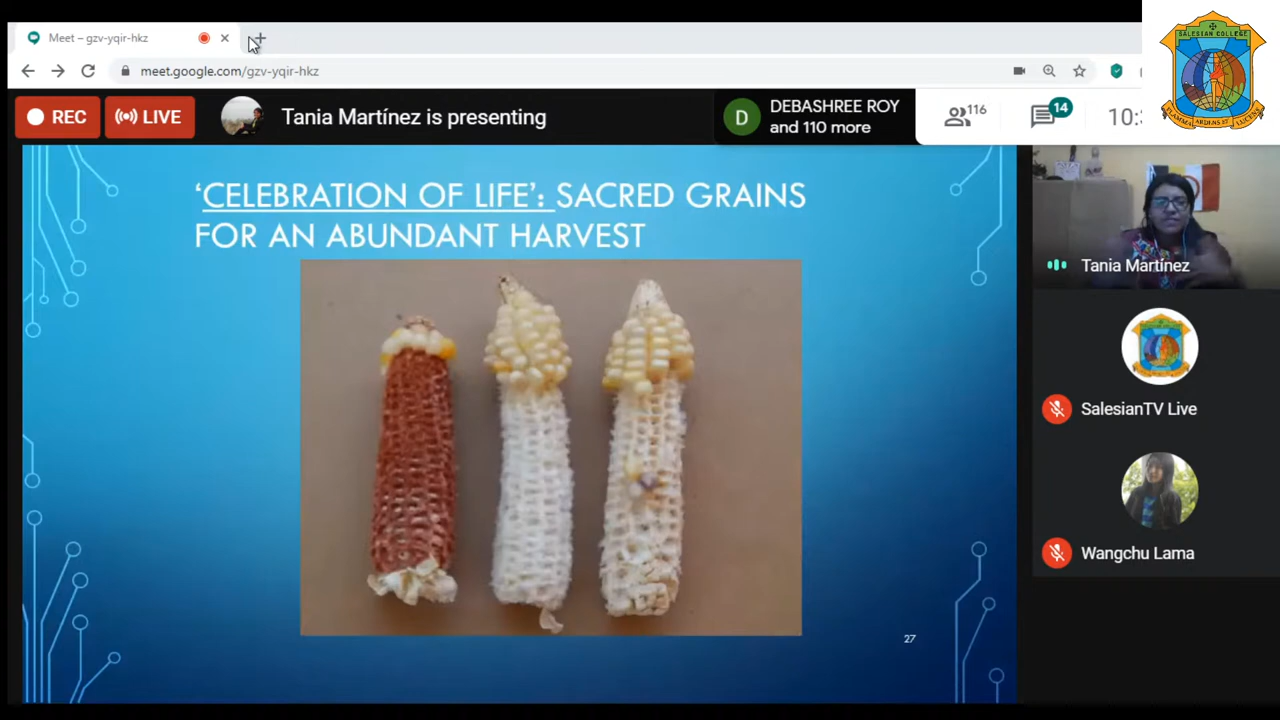 Meet – gzv-yqir-hkz
meet.google.com/gzv-yqir-hkz
REC
LIVE
Tania Martínez is presenting
D
DEBASHREE ROY
and 110 more
116
14
10:
SALESIAN COLLEGE
‘CELEBRATION OF LIFE’: SACRED GRAINS
FOR AN ABUNDANT HARVEST
27
Tania Martínez
SalesianTV Live
Wangchu Lama